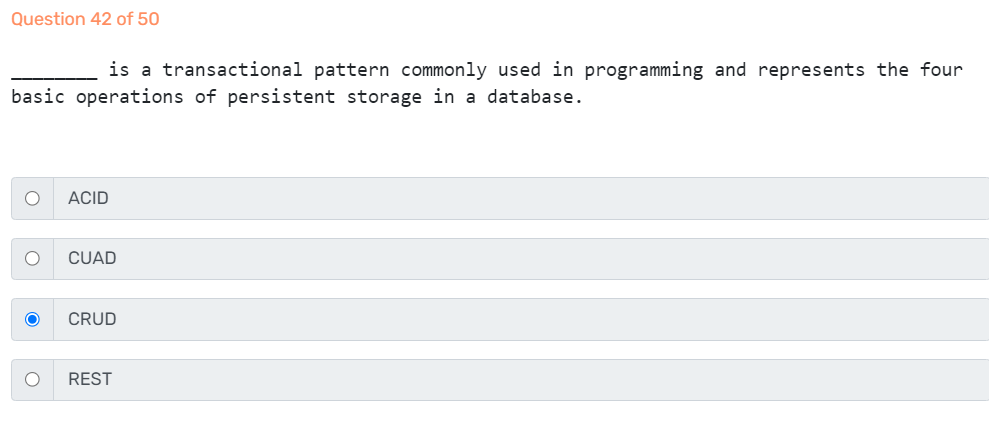 Question 42 of 50
________ is a transactional pattern commonly used in programming and represents the four
basic operations of persistent storage in a database.
ACID
CUAD
CRUD
REST